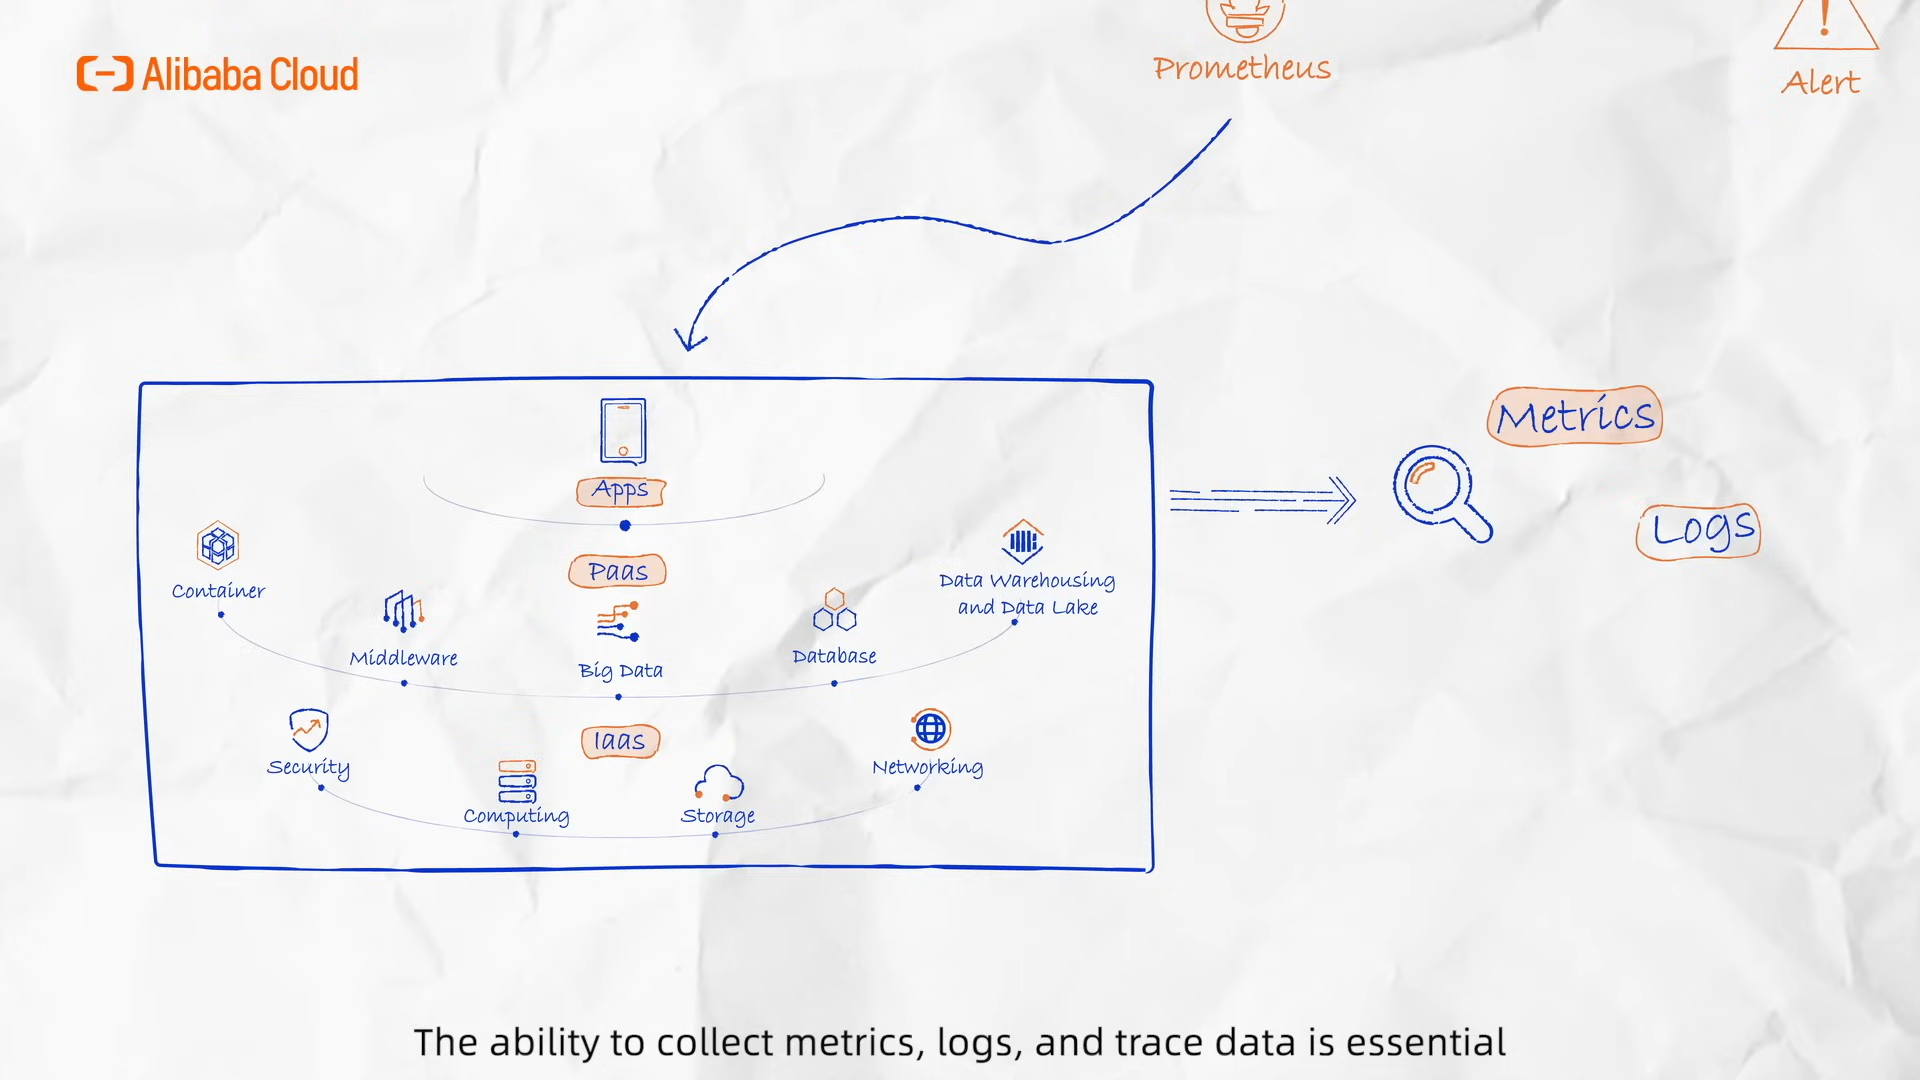 Alibaba Cloud
Prometheus
Alert
Apps
Metrics
Logs
Paas
Container
Middleware
Big Data
Database
Data Warehousing
and Data Lake
Iaas
Security
Computing
Storage
Networking
The ability to collect metrics, logs, and trace data is essential